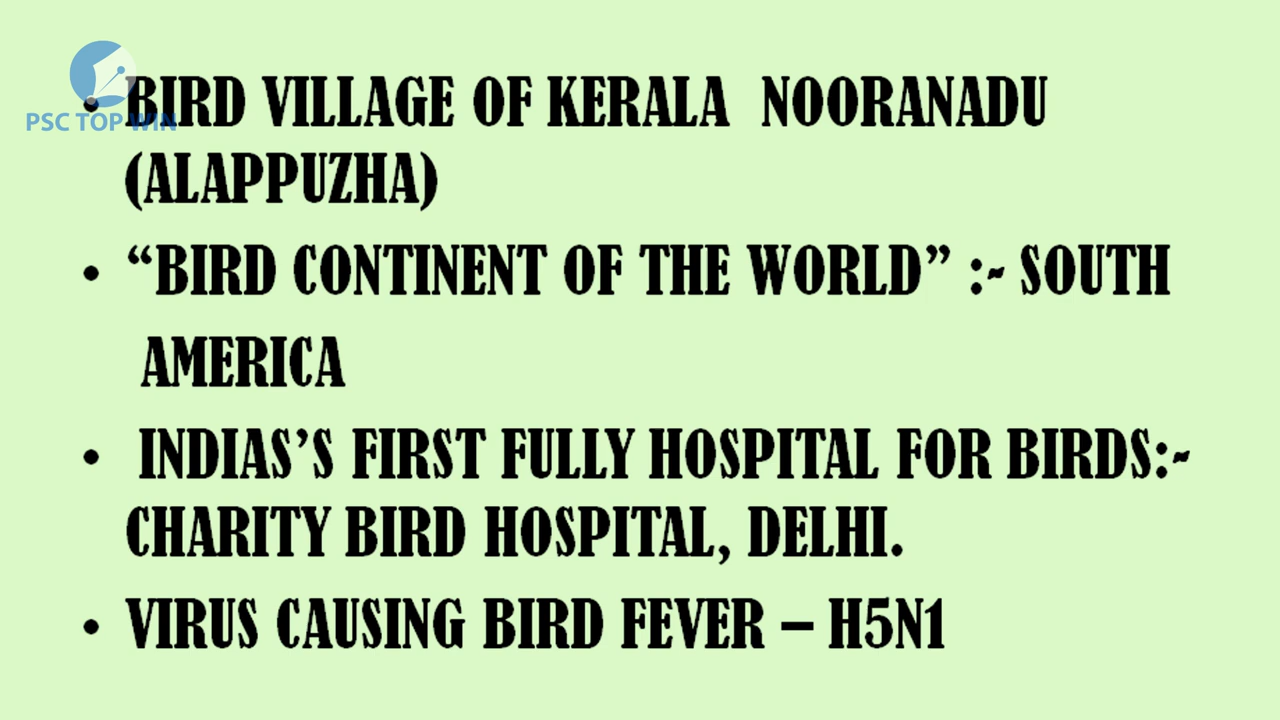 PSC TOP WIN
• BIRD VILLAGE OF KERALA  NOORANADU
(ALAPPUZHA)
• “BIRD CONTINENT OF THE WORLD” :- SOUTH
AMERICA
• INDIAS’S FIRST FULLY HOSPITAL FOR BIRDS:-
CHARITY BIRD HOSPITAL, DELHI.
• VIRUS CAUSING BIRD FEVER – H5N1